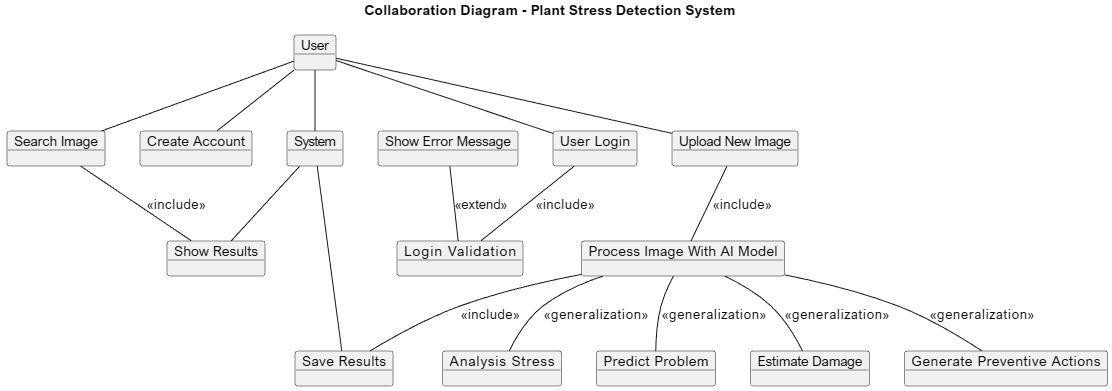 Collaboration Diagram - Plant Stress Detection System
User
Search Image
Create Account
System
Show Error Message
User Login
Upload New Image
«include»
«extend»
«include»
«include»
Show Results
Login Validation
Process Image With AI Model
«include»
«generalization»
«generalization»
«generalization»
«generalization»
Save Results
Analysis Stress
Predict Problem
Estimate Damage
Generate Preventive Actions